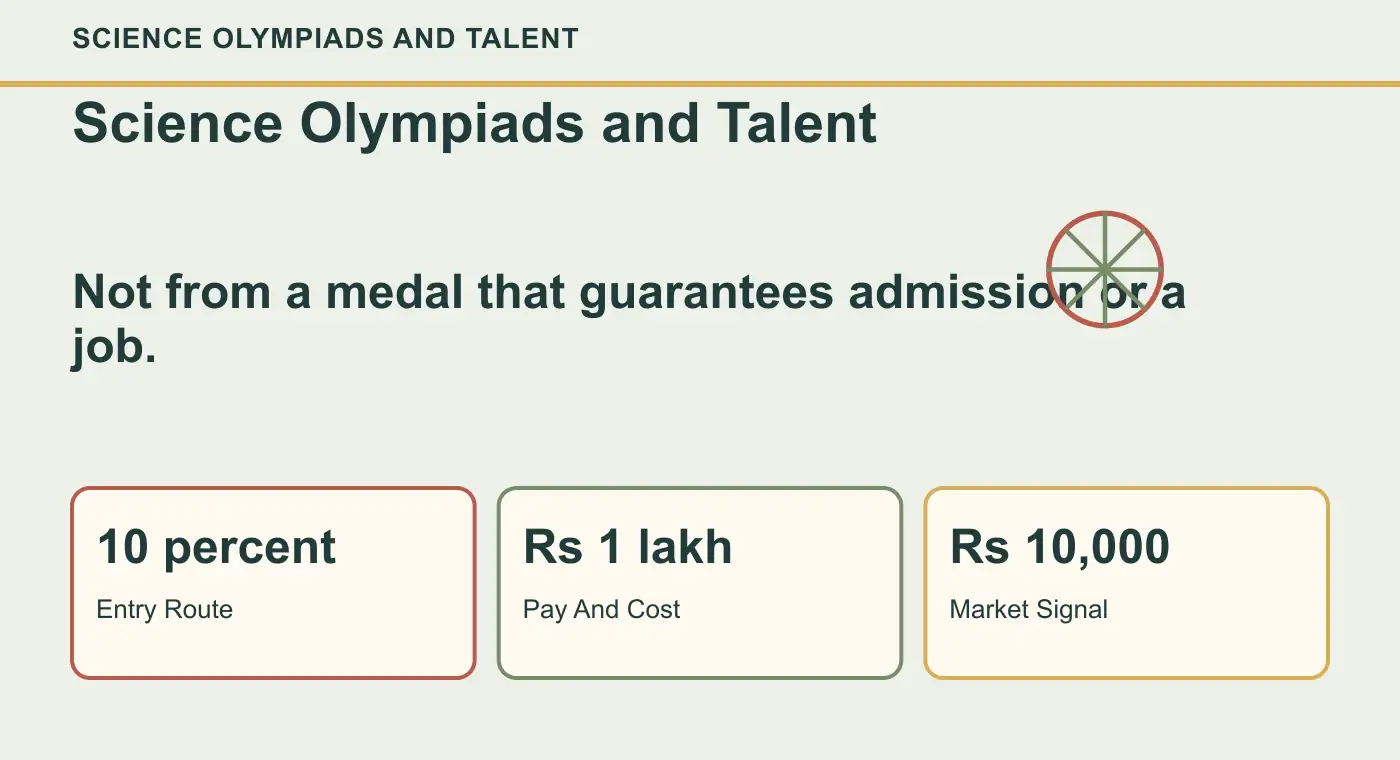 SCIENCE OLYMPIADS AND TALENT
Science Olympiads and Talent
Not from a medal that guarantees admission or a
job.
10 percent
Entry Route
Rs 1 lakh
Pay And Cost
Rs 10,000
Market Signal